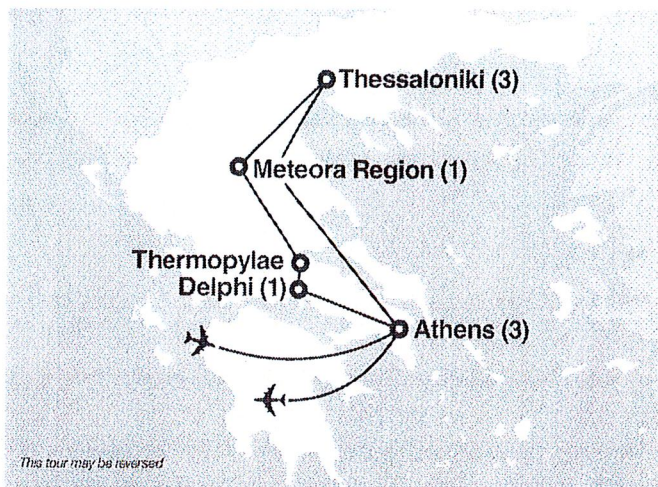 Thessaloniki (3)
Meteora Region (1)
Thermopylae
Delphi (1)
Athens (3)
This tour may be reversed